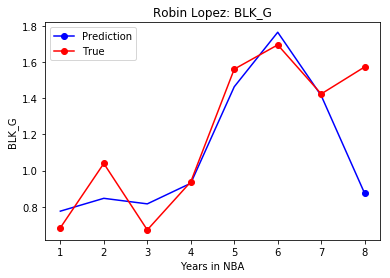 Robin Lopez: BLK_G
Prediction
True
BLK_G
1.8
1.6
1.4
1.2
1.0
0.8
1 2 3 4 5 6 7 8
Years in NBA